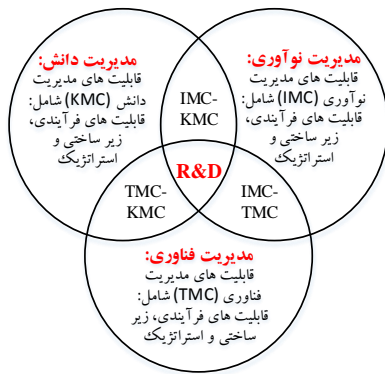 مدیریت نوآوری:
قابلیت های مدیریت
نوآوری (IMC) شامل:
قابلیت های فرآیندی،
زیر ساختی و
استراتژیک
IMC-
KMC
مدیریت دانش:
قابلیت های مدیریت
دانش (KMC) شامل:
قابلیت های فرآیندی،
زیر ساختی و
استراتژیک
R&D
IMC-
TMC
TMC-
KMC
مدیریت فناوری:
قابلیت های مدیریت
فناوری (TMC) شامل:
قابلیت های فرآیندی، زیر
ساختی و استراتژیک